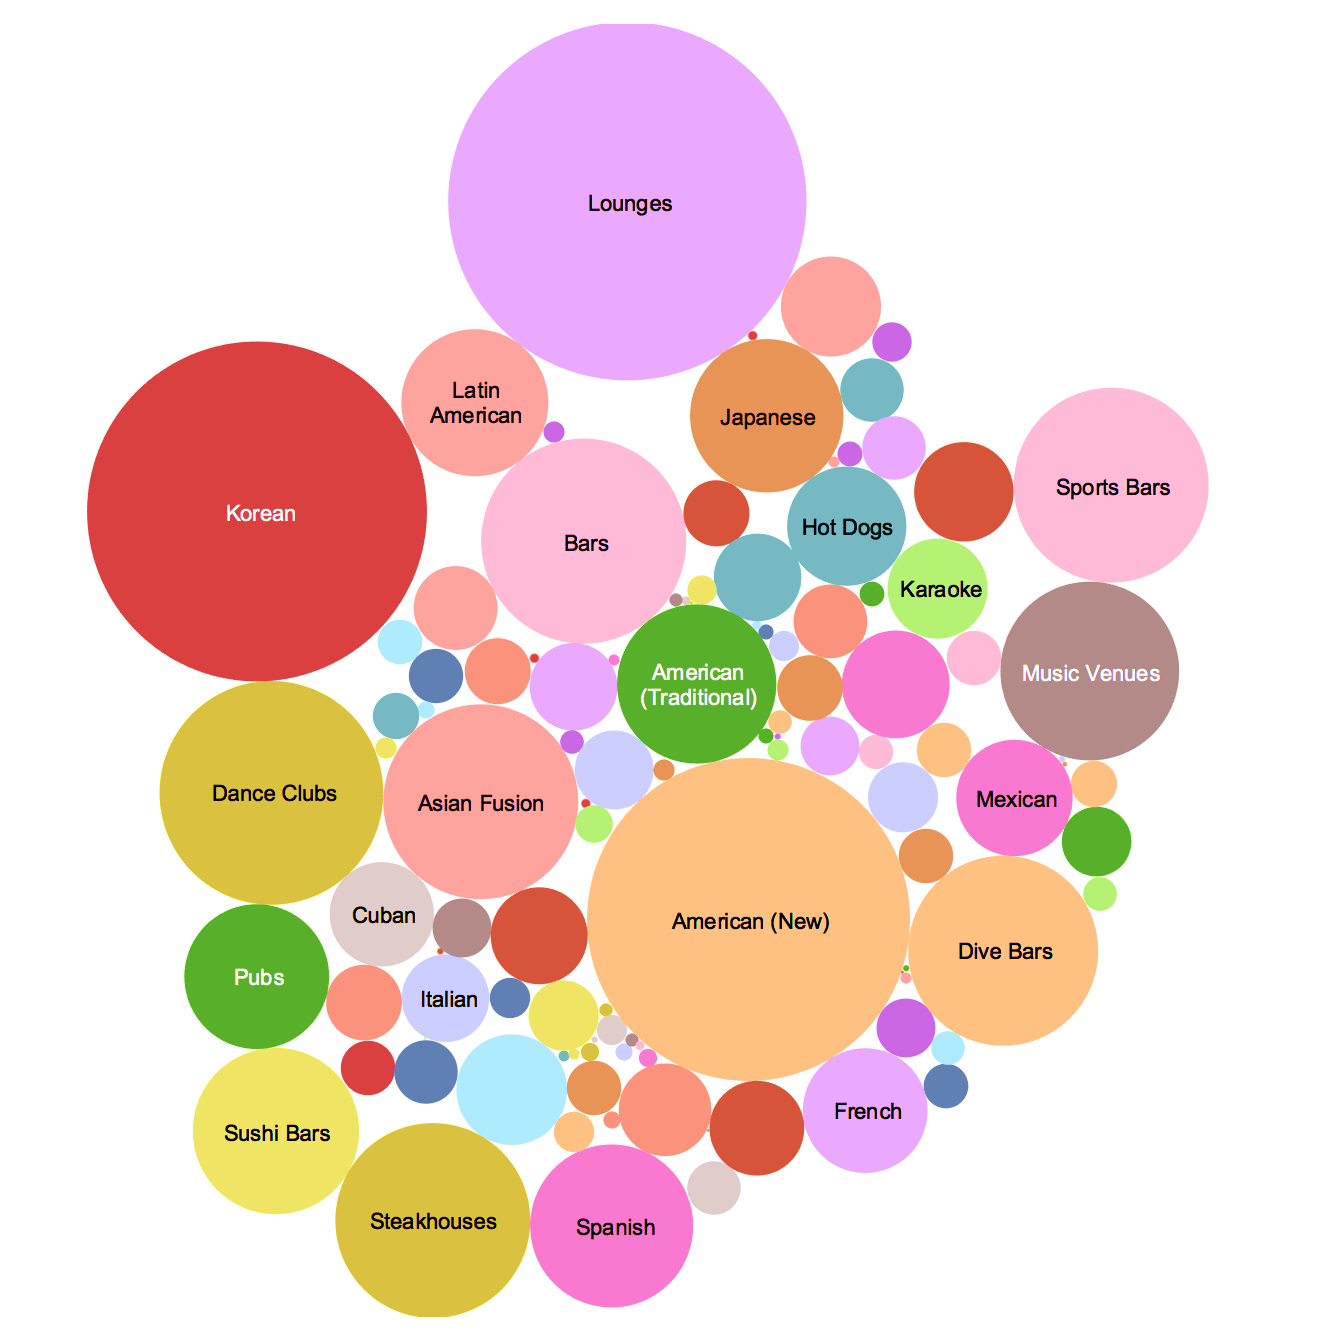 Lounges
Latin
American
Japanese
Korean
Bars
Hot Dogs
Sports Bars
Karaoke
American
(Traditional)
Music Venues
Dance Clubs
Asian Fusion
Mexican
Cuban
American (New)
Dive Bars
Pubs
Italian
French
Sushi Bars
Steakhouses
Spanish